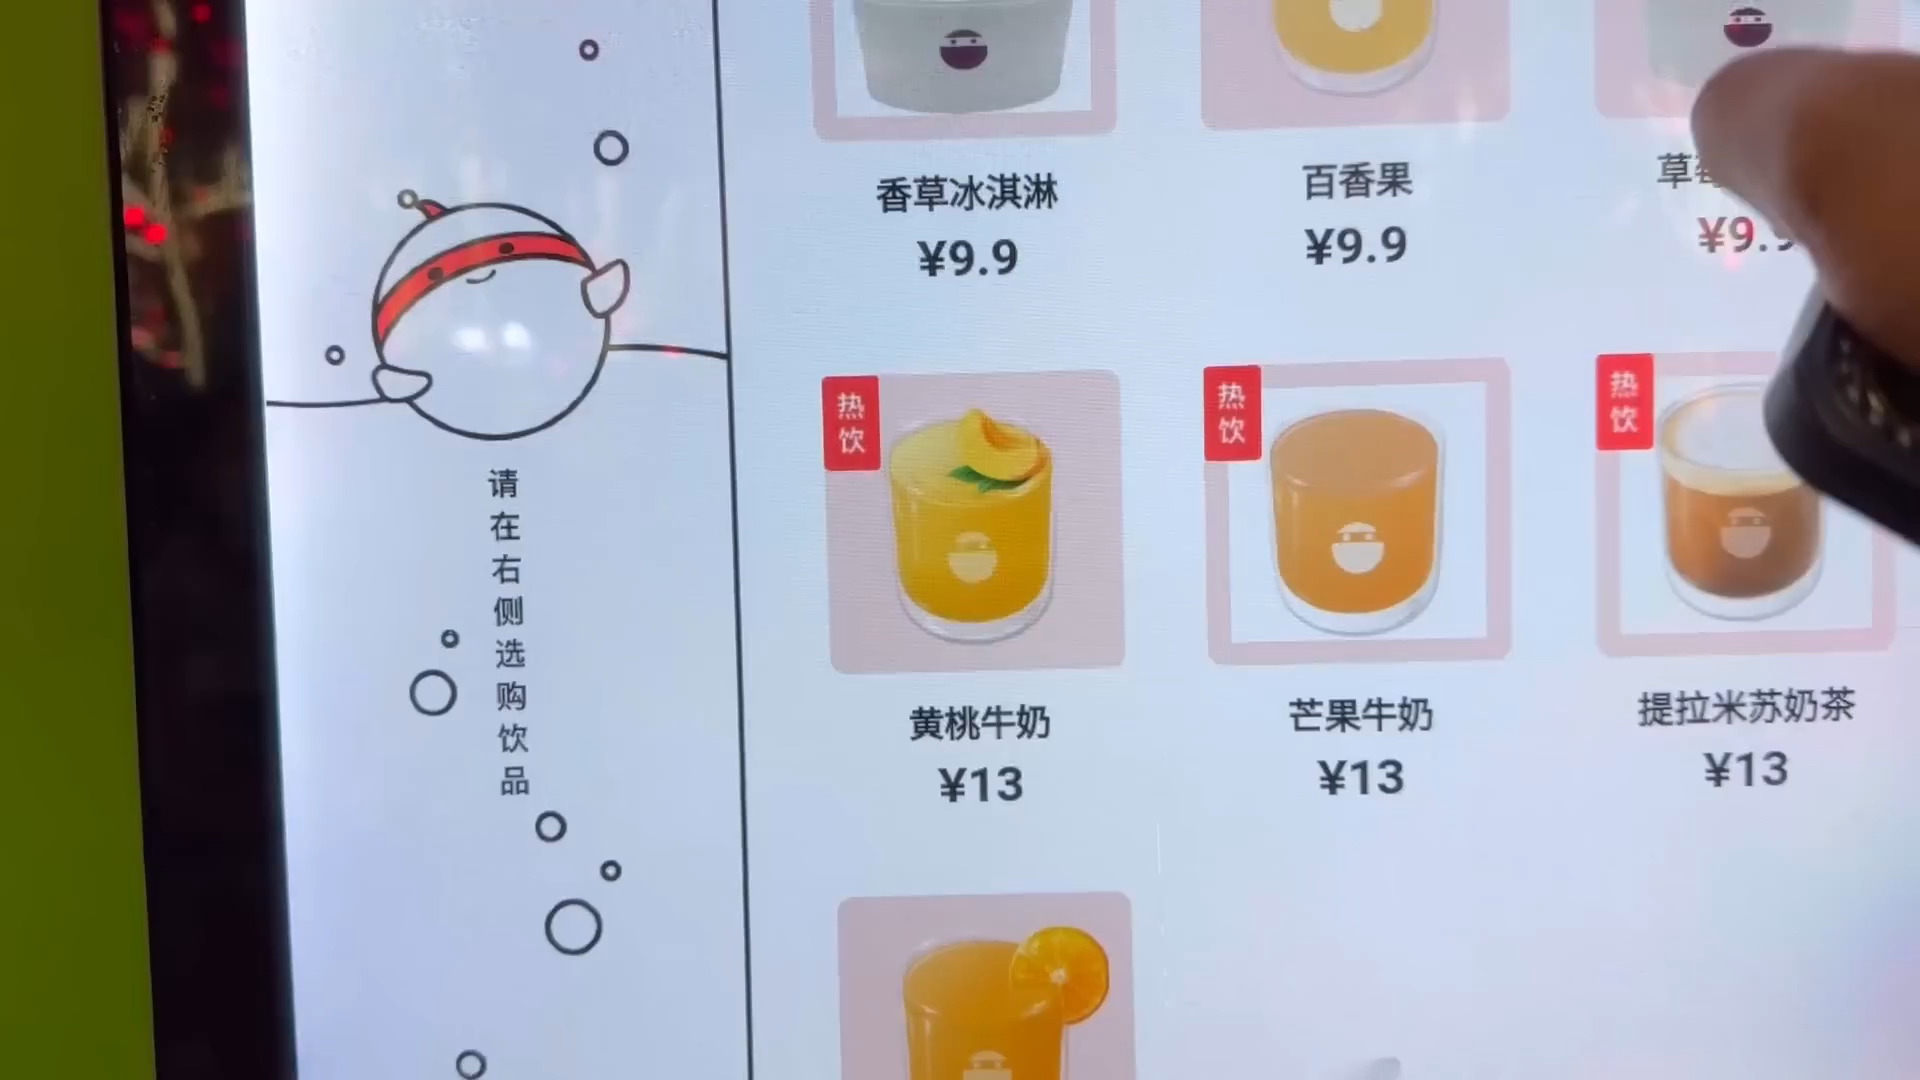 香草冰淇淋
¥9.9
百香果
¥9.9
草
¥9.9
热饮
黄桃牛奶
¥13
热饮
芒果牛奶
¥13
热饮
提拉米苏奶茶
¥13
请在右侧选购饮品